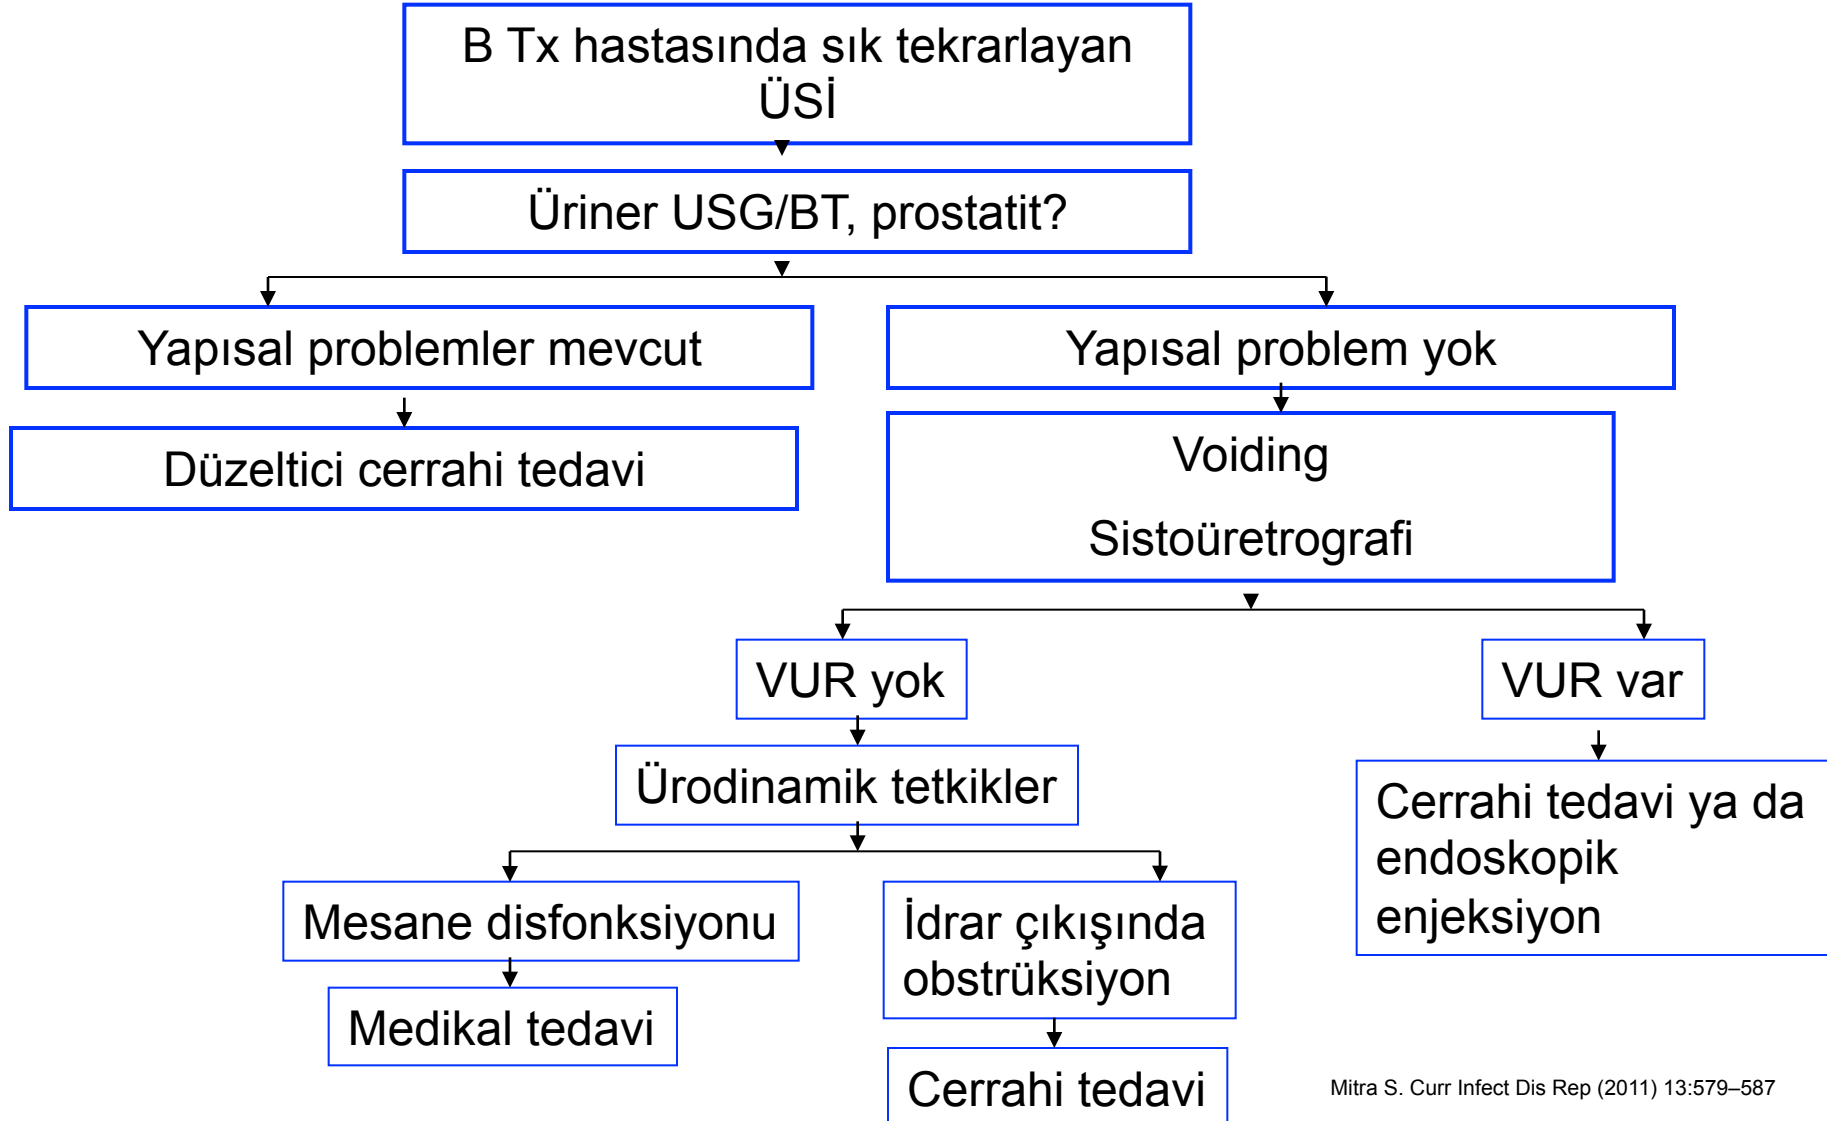 B Tx hastasında sık tekrarlayan
ÜSİ
Üriner USG/BT, prostatit?
Yapısal problemler mevcut
Yapısal problem yok
Düzeltici cerrahi tedavi
Voiding
Sistoüretrografi
VUR yok
VUR var
Ürodinamik tetkikler
Cerrahi tedavi ya da
endoskopik
enjeksiyon
Mesane disfonksiyonu
İdrar çıkışında
obstrüksiyon
Medikal tedavi
Cerrahi tedavi
Mitra S. Curr Infect Dis Rep (2011) 13:579–587